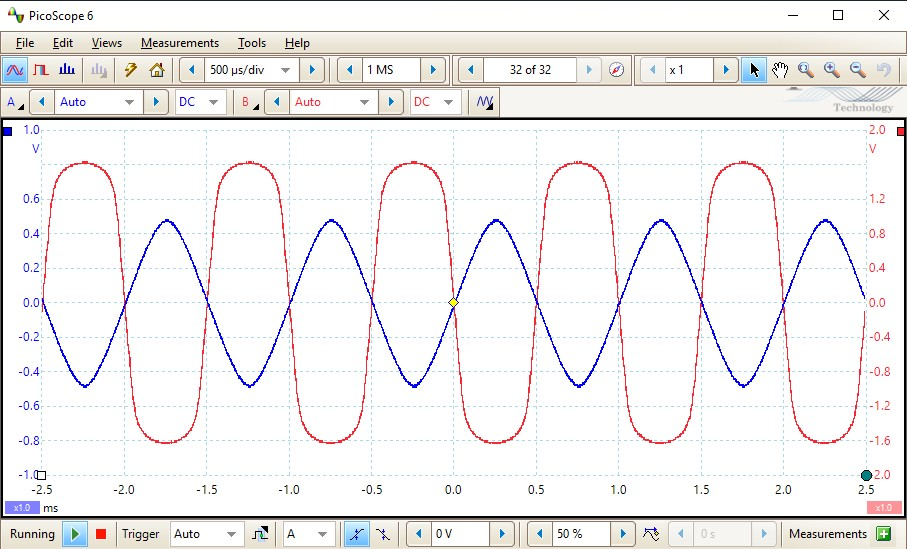 PicoScope 6
File Edit Views Measurements Tools Help
500 µs/div 1 MS 32 of 32 x 1
A Auto DC B Auto DC
Technology
1.0 2.0
V V
0.6 1.2
0.4 0.8
0.2 0.4
0.0 0.0
-0.2 -0.4
-0.4 -0.8
-0.6 -1.2
-0.8 -1.6
-1.0 2.0
-2.5 -2.0 -1.5 -1.0 -0.5 0.0 0.5 1.0 1.5 2.0 2.5
x1.0 ms x1.0
Running Trigger Auto A 0 V 50 % 0 s Measurements